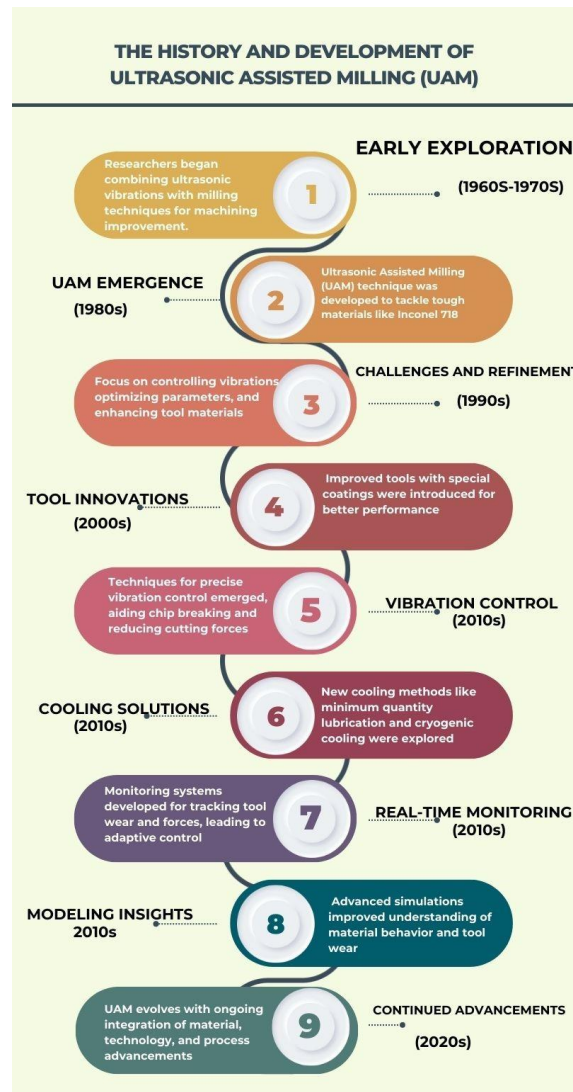 THE HISTORY AND DEVELOPMENT OF
ULTRASONIC ASSISTED MILLING (UAM)
EARLY EXPLORATION
(1960S-1970S)
Researchers began
combining ultrasonic
vibrations with milling
techniques for machining
improvement.
1
UAM EMERGENCE
(1980s)
2
Ultrasonic Assisted Milling
(UAM) technique was
developed to tackle tough
materials like Inconel 718
Focus on controlling vibrations,
optimizing parameters, and
enhancing tool materials
3
CHALLENGES AND REFINEMENT
(1990s)
TOOL INNOVATIONS
(2000s)
4
Improved tools with special
coatings were introduced for
better performance
Techniques for precise
vibration control emerged,
aiding chip breaking and
reducing cutting forces
5
VIBRATION CONTROL
(2010s)
COOLING SOLUTIONS
(2010s)
6
New cooling methods like
minimum quantity
lubrication and cryogenic
cooling were explored
Monitoring systems
developed for tracking tool
wear and forces, leading to
adaptive control
7
REAL-TIME MONITORING
(2010s)
MODELING INSIGHTS
2010s
8
Advanced simulations
improved understanding of
material behavior and tool
wear
UAM evolves with ongoing
integration of material,
technology, and process
advancements
9
CONTINUED ADVANCEMENTS
(2020s)